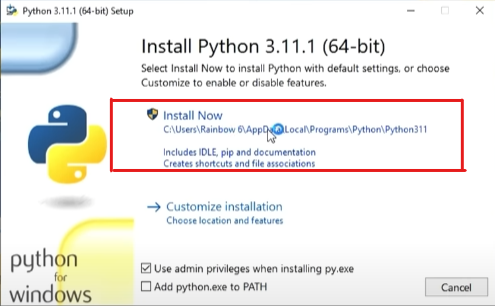 Python 3.11.1 (64-bit) Setup
Install Python 3.11.1 (64-bit)
Select Install Now to install Python with default settings, or choose
Customize to enable or disable features.
Install Now
C:\Users\Rainbow 6\AppDa Local\Programs\Python\Python311
Includes IDLE, pip and documentation
Creates shortcuts and file associations
Customize installation
Choose location and features
python
for
windows
Use admin privileges when installing py.exe
Add python.exe to PATH
Cancel